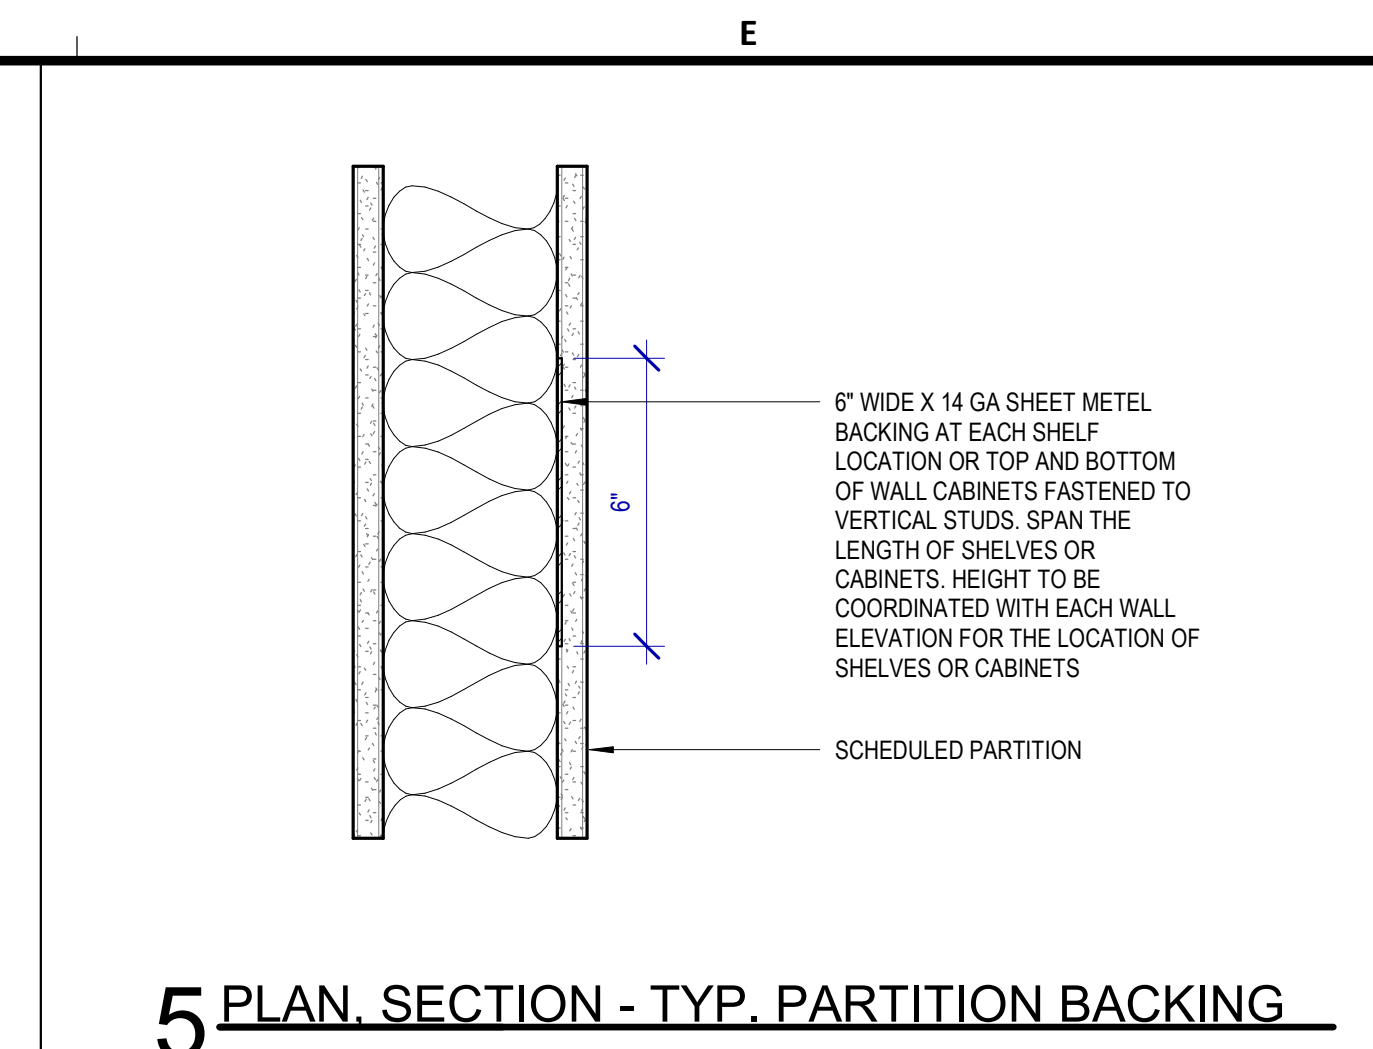 E
6" WIDE X 14 GA SHEET METEL
BACKING AT EACH SHELF
LOCATION OR TOP AND BOTTOM
OF WALL CABINETS FASTENED TO
VERTICAL STUDS. SPAN THE
LENGTH OF SHELVES OR
CABINETS. HEIGHT TO BE
COORDINATED WITH EACH WALL
ELEVATION FOR THE LOCATION OF
SHELVES OR CABINETS
6"
SCHEDULED PARTITION
5 PLAN, SECTION - TYP. PARTITION BACKING